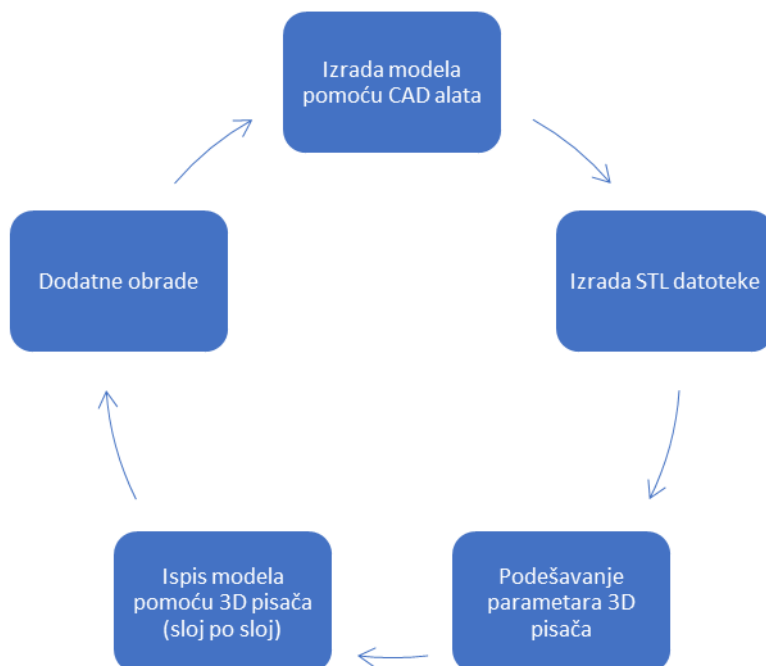 Izrada modela
pomoću CAD alata
Izrada STL datoteke
Podešavanje
parametara 3D
pisača
Ispis modela
pomoću 3D pisača
(sloj po sloj)
Dodatne obrade